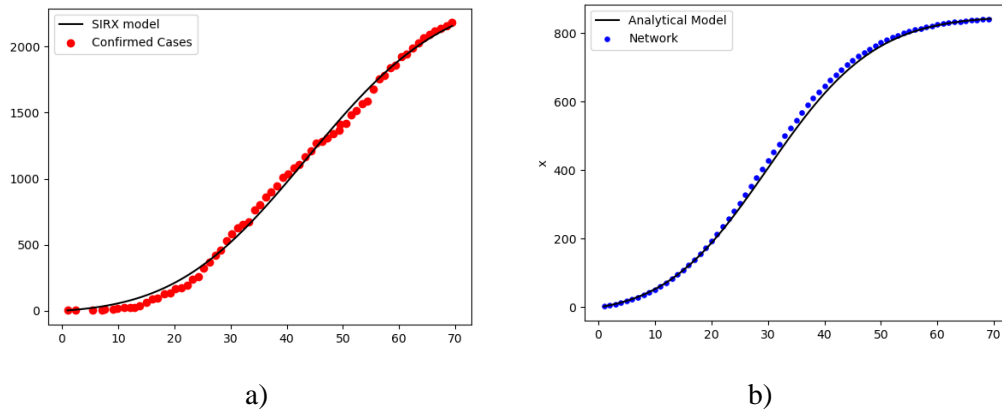 SIRX model
Confirmed Cases
2000
1500
1000
500
0
0 10 20 30 40 50 60 70
a)
Analytical Model
Network
800
600
x
400
200
0
0 10 20 30 40 50 60 70
b)